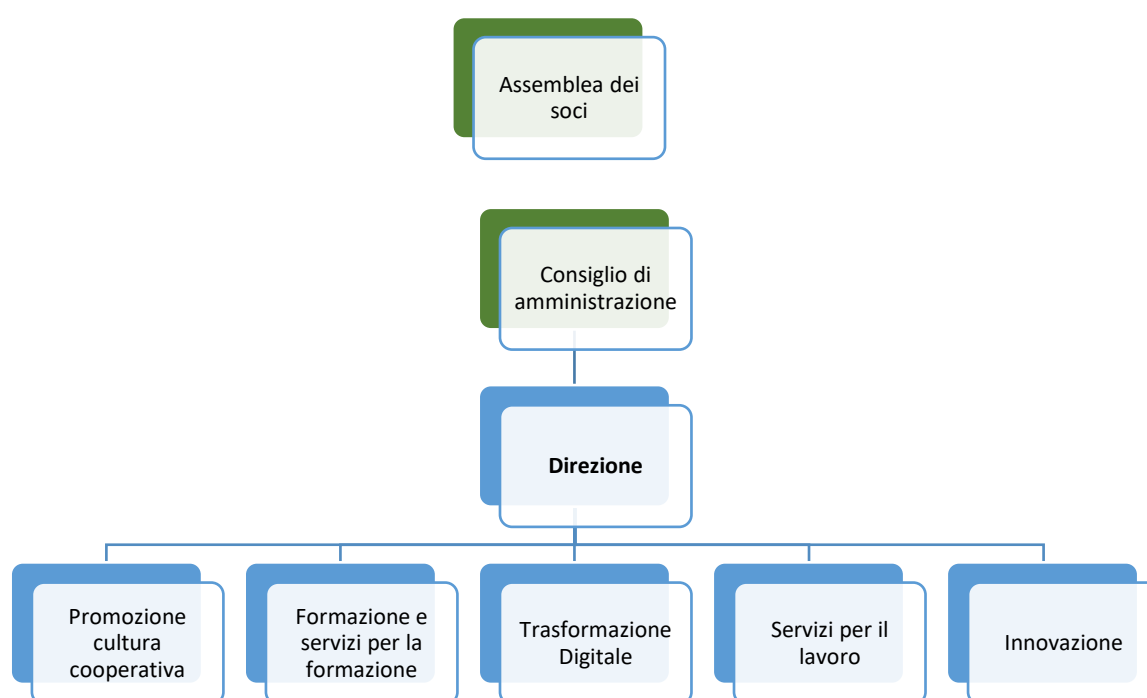 Assemblea dei
soci
Consiglio di
amministrazione
Direzione
Promozione
cultura
cooperativa
Formazione e
servizi per la
formazione
Trasformazione
Digitale
Servizi per il
lavoro
Innovazione